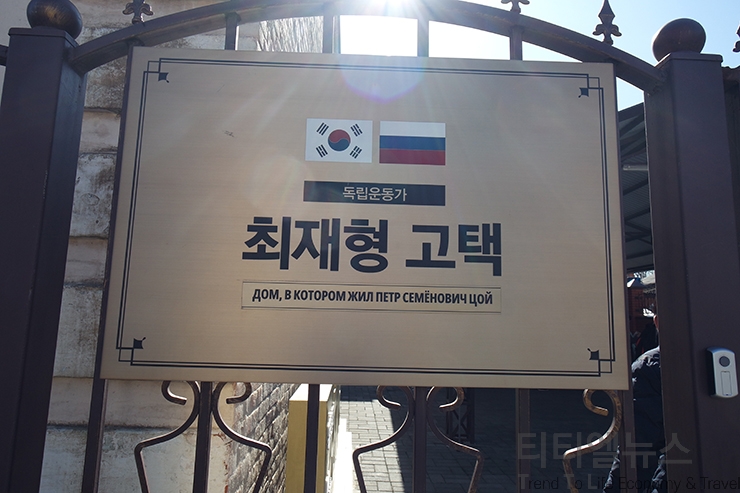 독립운동가
최재형 고택
ДОМ, В КОТОРОМ ЖИЛ ПЕТР СЕМЁНОВИЧ ЦОЙ
티티엘뉴스
Trend To Life Economy & Travel